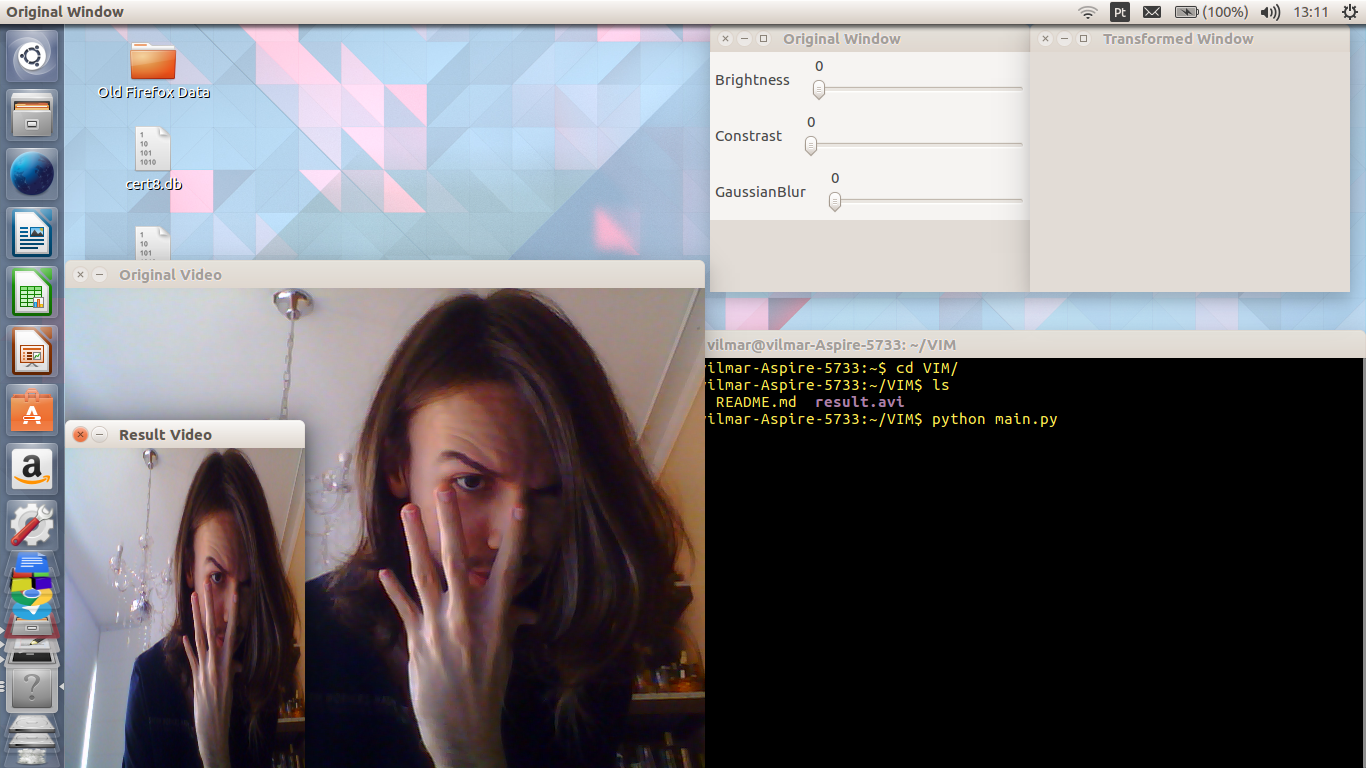 Original Window
Pt
(100%)
13:11
Old Firefox Data
1
10
101
1010
cert8.db
1
10
101
Original Window
0
Brightness
0
Constrast
0
GaussianBlur
Transformed Window
Original Video
Result Video
vilmar@vilmar-Aspire-5733: ~/VIM
vilmar-Aspire-5733:~$ cd VIM/
vilmar-Aspire-5733:~/VIM$ ls
README.md result.avi
vilmar-Aspire-5733:~/VIM$ python main.py
a
A
?